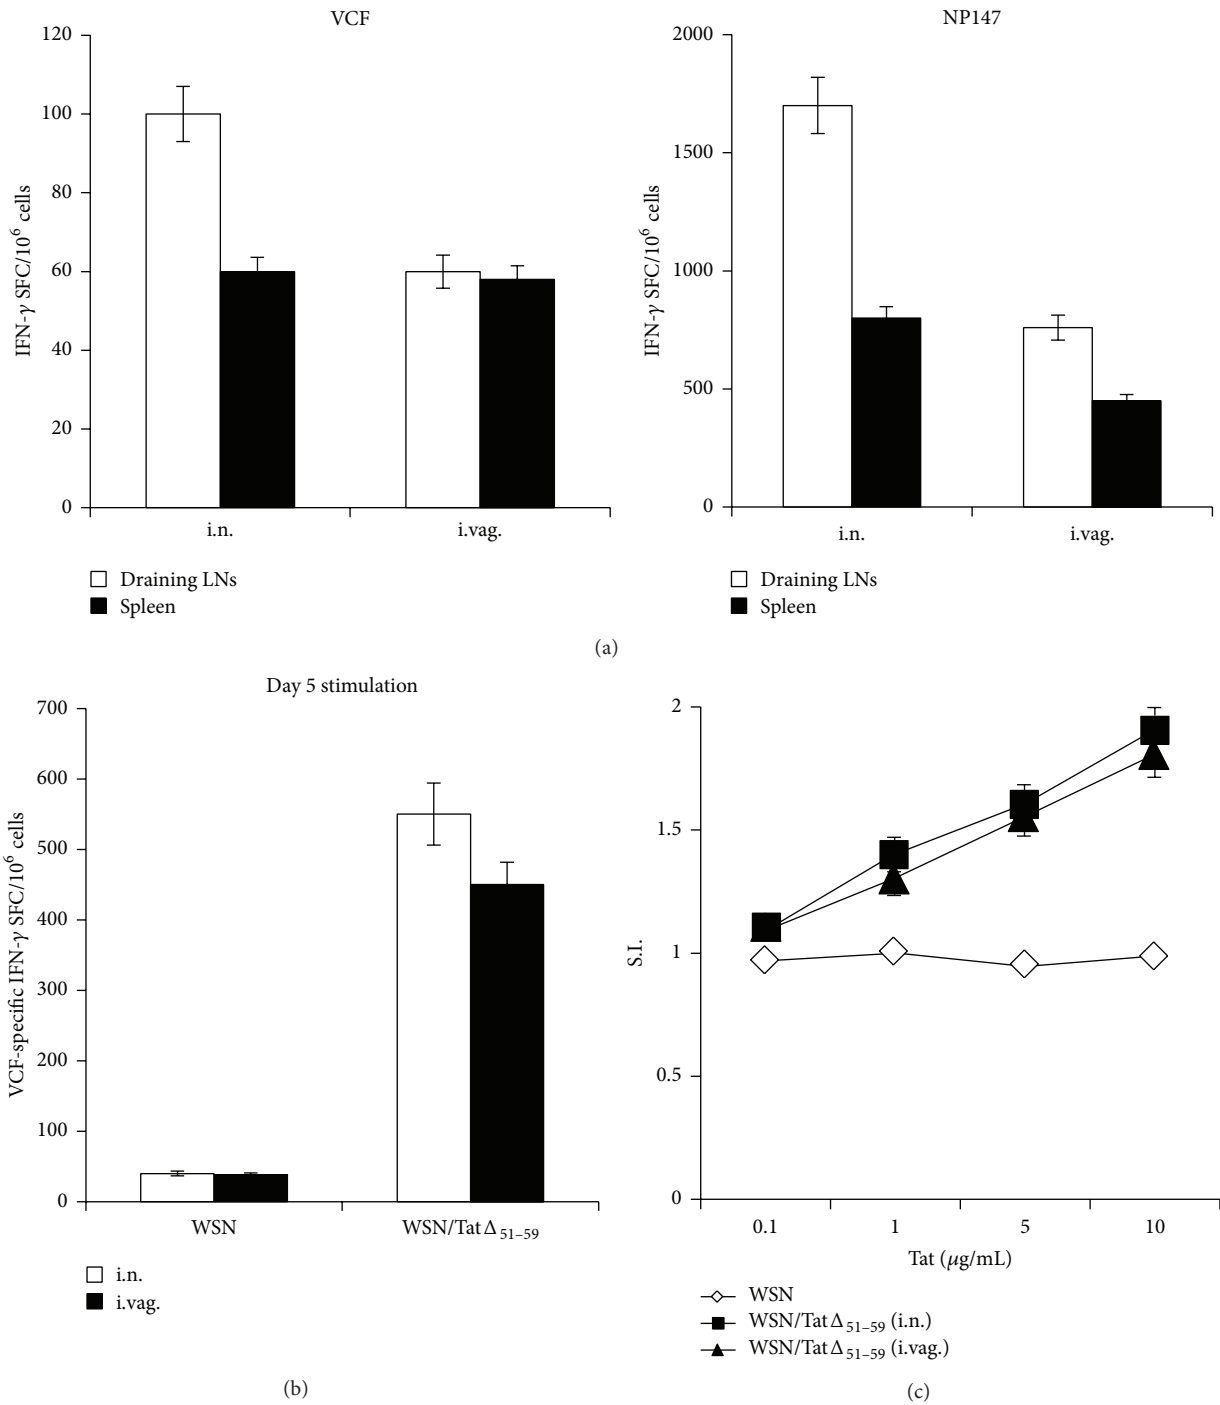 VCF
IFN-γ SFC/10⁶ cells
120
100
80
60
40
20
0
i.n.
i.vag.
Draining LNs
Spleen
NP147
IFN-γ SFC/10⁶ cells
2000
1500
1000
500
0
i.n.
i.vag.
Draining LNs
Spleen
(a)
Day 5 stimulation
VCF-specific IFN-γ SFC/10⁶ cells
700
600
500
400
300
200
100
0
WSN
WSN/Tat Δ₅₁₋₅₉
i.n.
i.vag.
(b)
S.I.
2
1.5
1
0.5
0
0.1
1
5
10
Tat (μg/mL)
WSN
WSN/Tat Δ₅₁₋₅₉ (i.n.)
WSN/Tat Δ₅₁₋₅₉ (i.vag.)
(c)